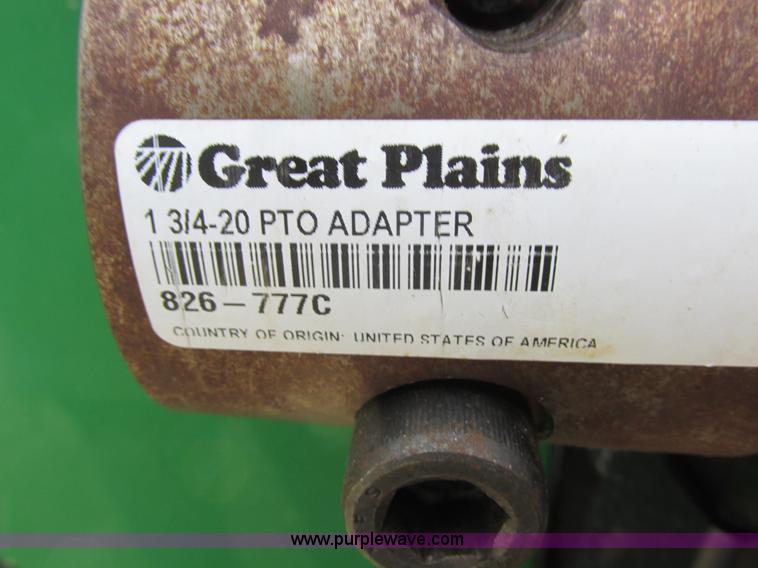 Great Plains
1 3/4-20 PTO ADAPTER
826-777C
COUNTRY OF ORIGIN: UNITED STATES OF AMERICA
www.purplewave.com